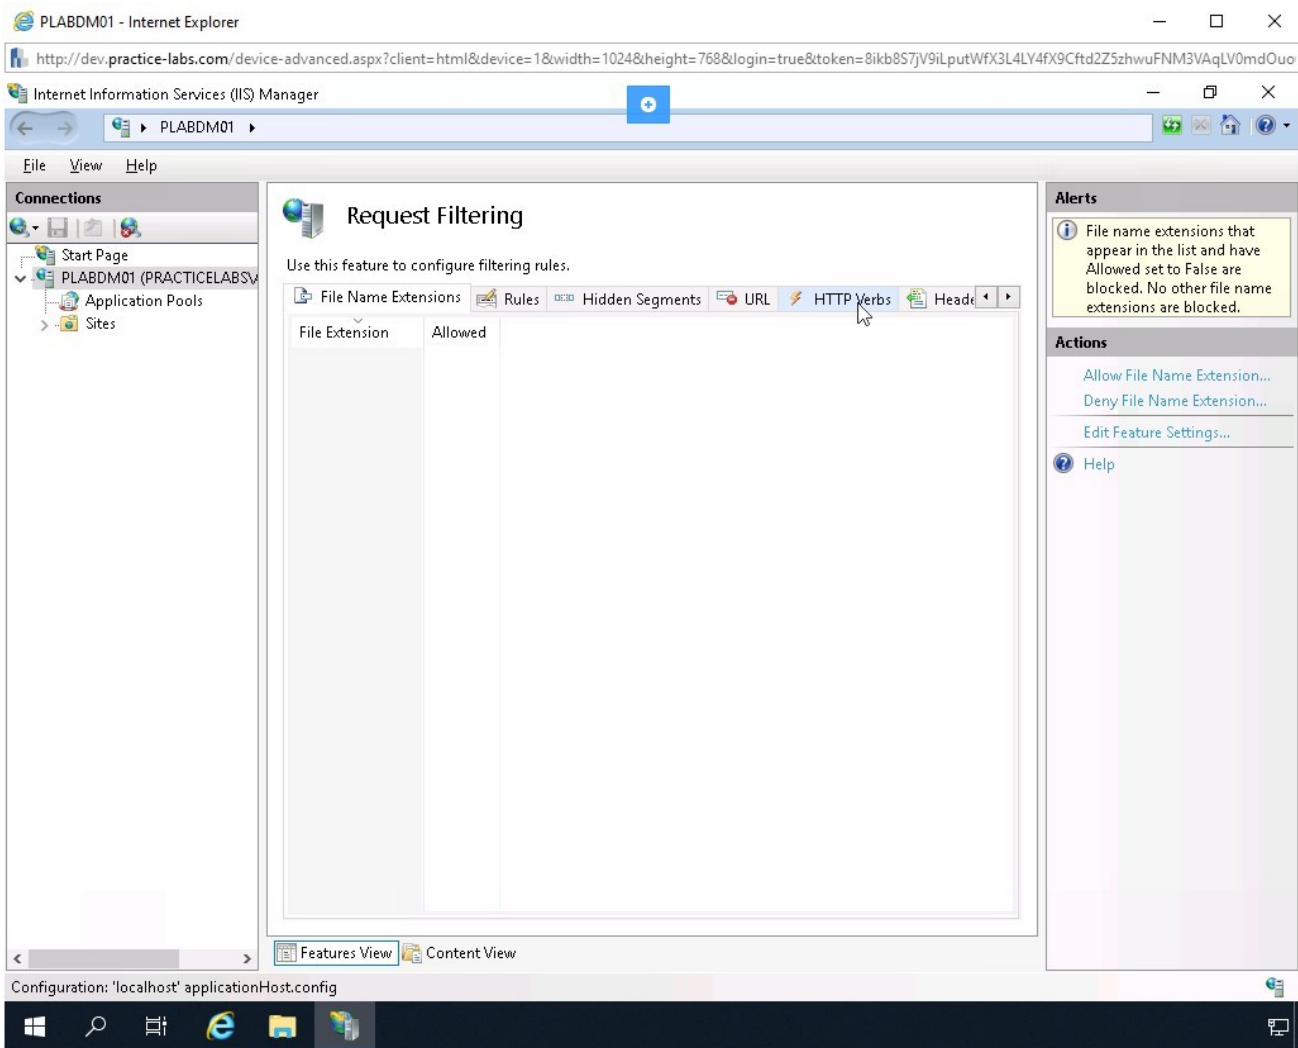 PLABDM01 - Internet Explorer
http://dev.practice-labs.com/device-advanced.aspx?client=html&device=1&width=1024&height=768&login=true&token=8ikb8S7jV9iLputWfX3L4LY4fX9Cftd2Z5zhwuFNM3VAqLV0mdOuo
Internet Information Services (IIS) Manager
PLABDM01
File View Help
Connections
Start Page
PLABDM01 (PRACTICELABS\
Application Pools
Sites
Request Filtering
Use this feature to configure filtering rules.
File Name Extensions Rules Hidden Segments URL HTTP Verbs Heade
File Extension Allowed
Features View Content View
Alerts
File name extensions that
appear in the list and have
Allowed set to False are
blocked. No other file name
extensions are blocked.
Actions
Allow File Name Extension...
Deny File Name Extension...
Edit Feature Settings...
Help
Configuration: 'localhost' applicationHost.config